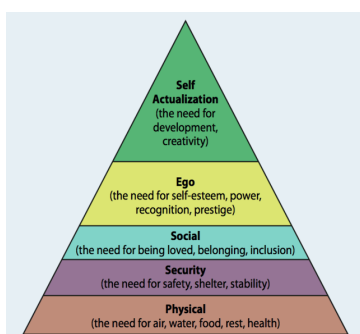 Self
Actualization
(the need for
development,
creativity)
Ego
(the need for self-esteem, power,
recognition, prestige)
Social
(the need for being loved, belonging, inclusion)
Security
(the need for safety, shelter, stability)
Physical
(the need for air, water, food, rest, health)